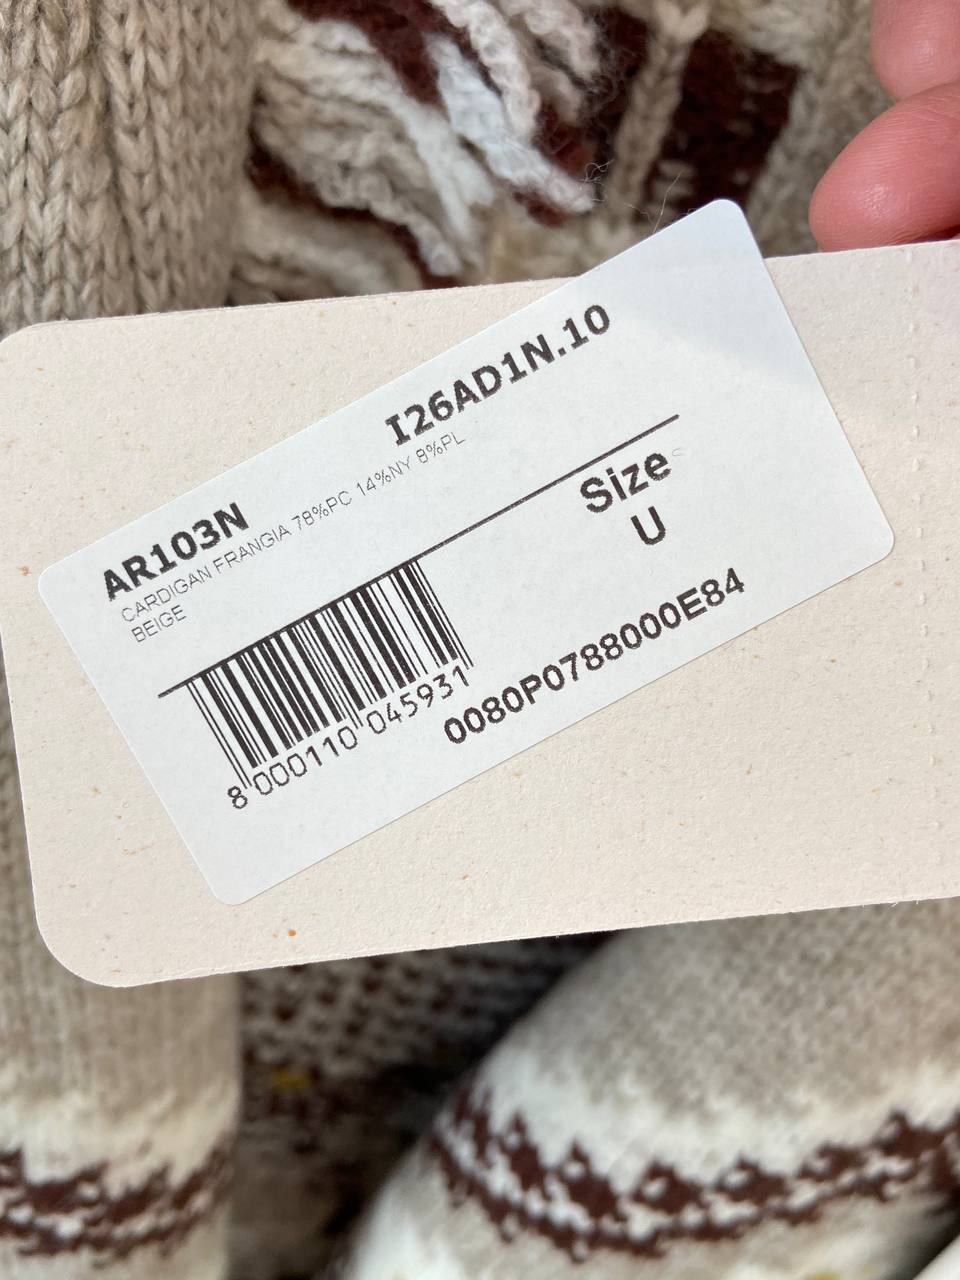 AR103N I26AD1N.10
CARDIGAN FRANGIA 78%PC 14%NY 8%PL
BEIGE
Size
U
8 000110 045931
0080P0788000E84